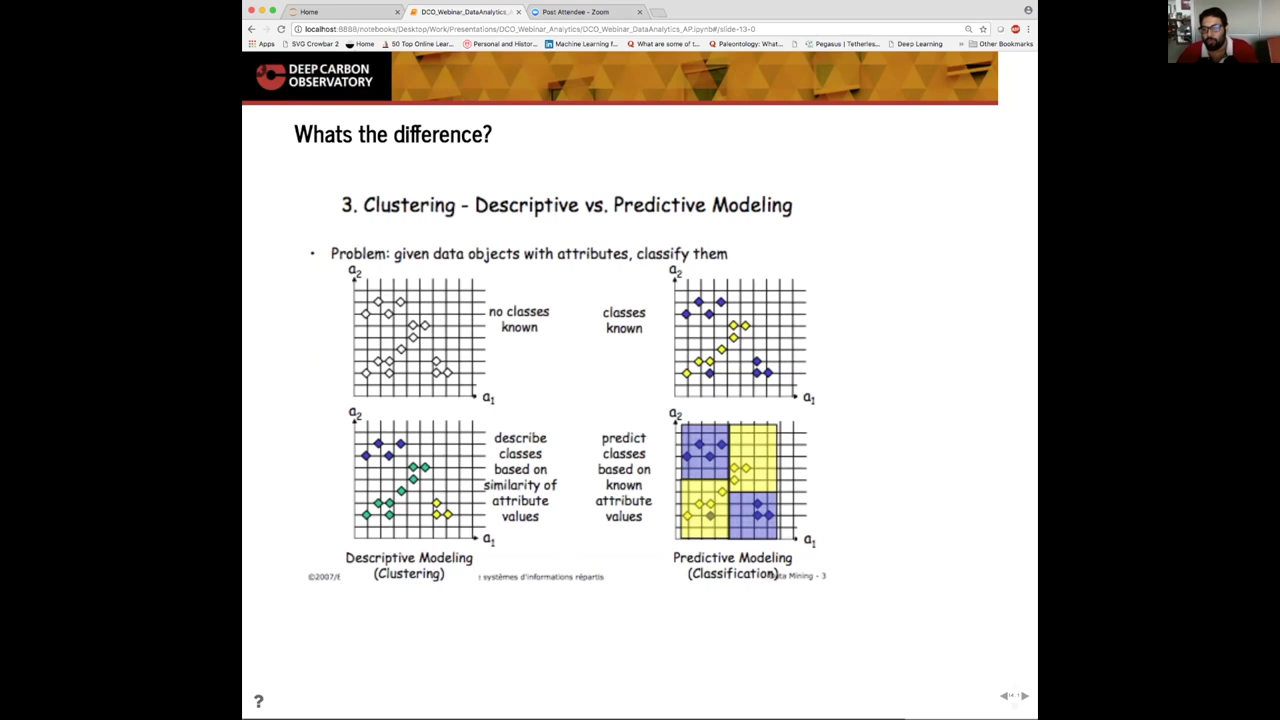 Home
DCO_Webinar_DataAnalytics_
Post Attendee - Zoom
localhost:8888/notebooks/Desktop/Work/Presentations/DCO_Webinar_Analytics/DCO_Webinar_DataAnalytics_AP.ipynb#/slide-13-0
Apps
SVG Crowbar 2
Home
50 Top Online Lear...
Personal and Histor...
Machine Learning f...
What are some of t...
Paleontology: What...
Pegasus | Tetherles...
Deep Learning
»
Other Bookmarks
DEEP CARBON
OBSERVATORY
Whats the difference?
3. Clustering - Descriptive vs. Predictive Modeling
• Problem: given data objects with attributes, classify them
a2
no classes
known
a1
a2
classes
known
a1
a2
describe
classes
based on
similarity of
attribute
values
a1
Descriptive Modeling
(Clustering)
a2
predict
classes
based on
known
attribute
values
a1
Predictive Modeling
(Classification)
©2007/
systèmes d'informations répartis
ta Mining - 3
?